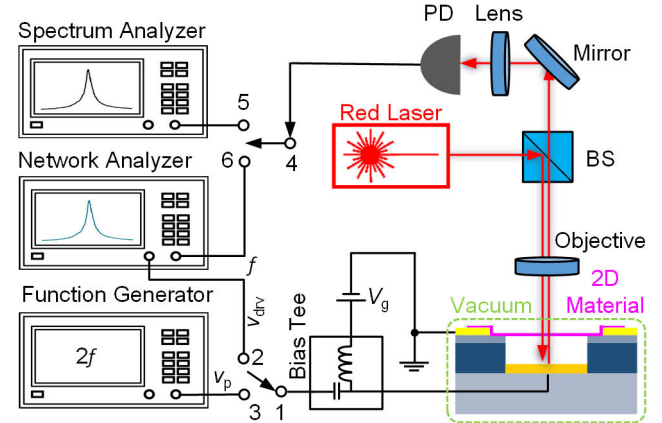 PD
Lens
Spectrum Analyzer
Mirror
Red Laser
5
4
6
Network Analyzer
BS
Objective
f
2D
Material
Function Generator
v_drv
Bias Tee
V_g
Vacuum
2f
2
v_p
3
1